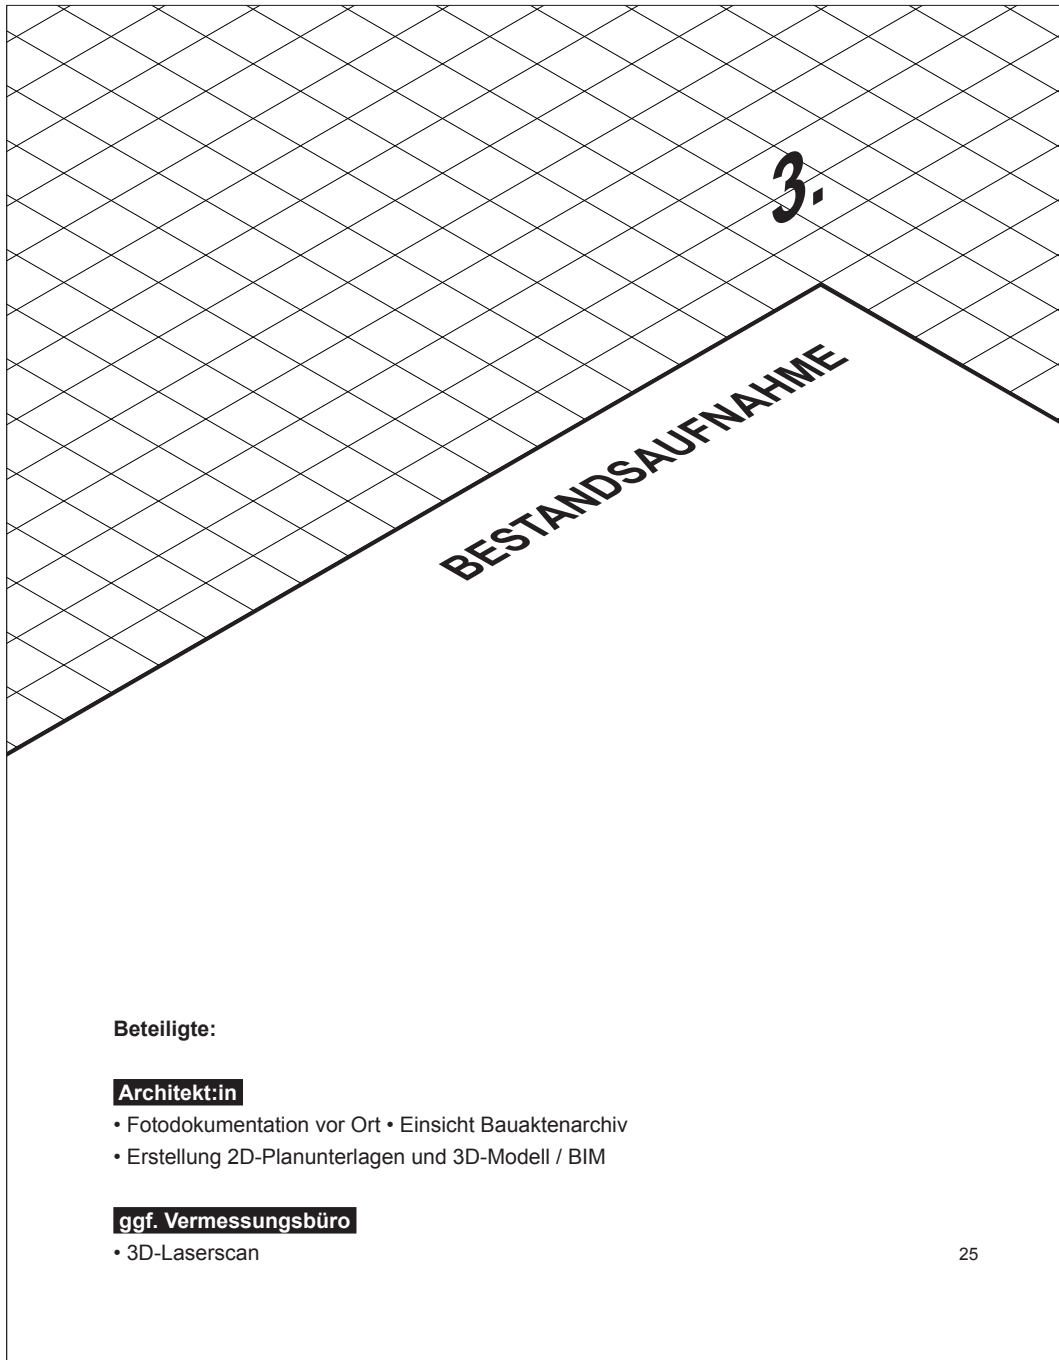 3.
BESTANDSAUFNAHME
Beteiligte:
Architekt:in
• Fotodokumentation vor Ort • Einsicht Bauaktenarchiv
• Erstellung 2D-Planunterlagen und 3D-Modell / BIM
ggf. Vermessungsbüro
• 3D-Laserscan
25